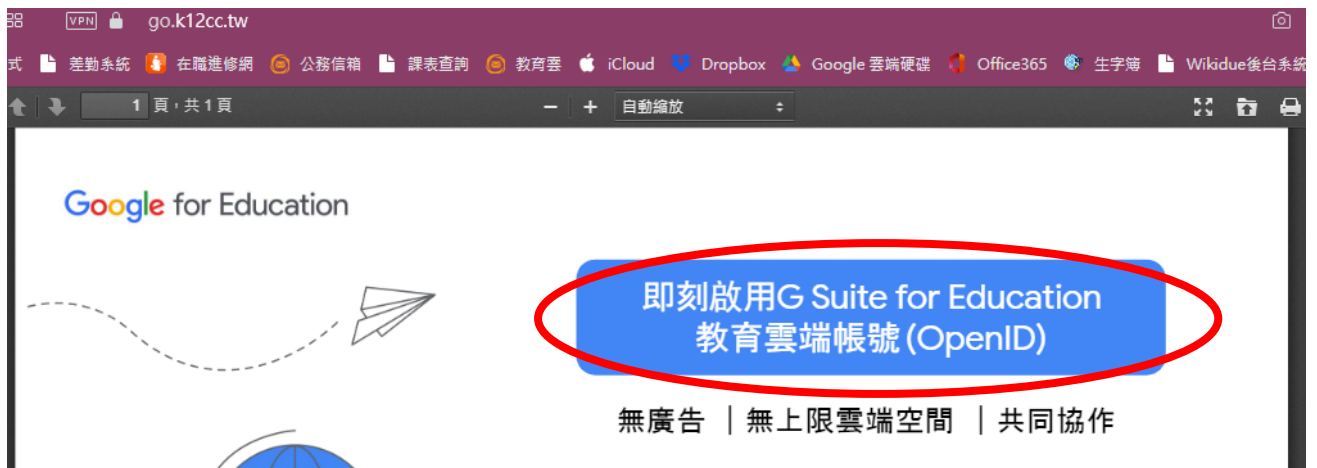 VPN go.k12cc.tw
式 差勤系統 在職進修網 公務信箱 課表查詢 教育雲 iCloud Dropbox Google 雲端硬碟 Office365 生字簿 Wikidue後台系統
1 頁，共 1 頁 − + 自動縮放
Google for Education
即刻啟用G Suite for Education
教育雲端帳號 (OpenID)
無廣告 ｜無上限雲端空間 ｜共同協作